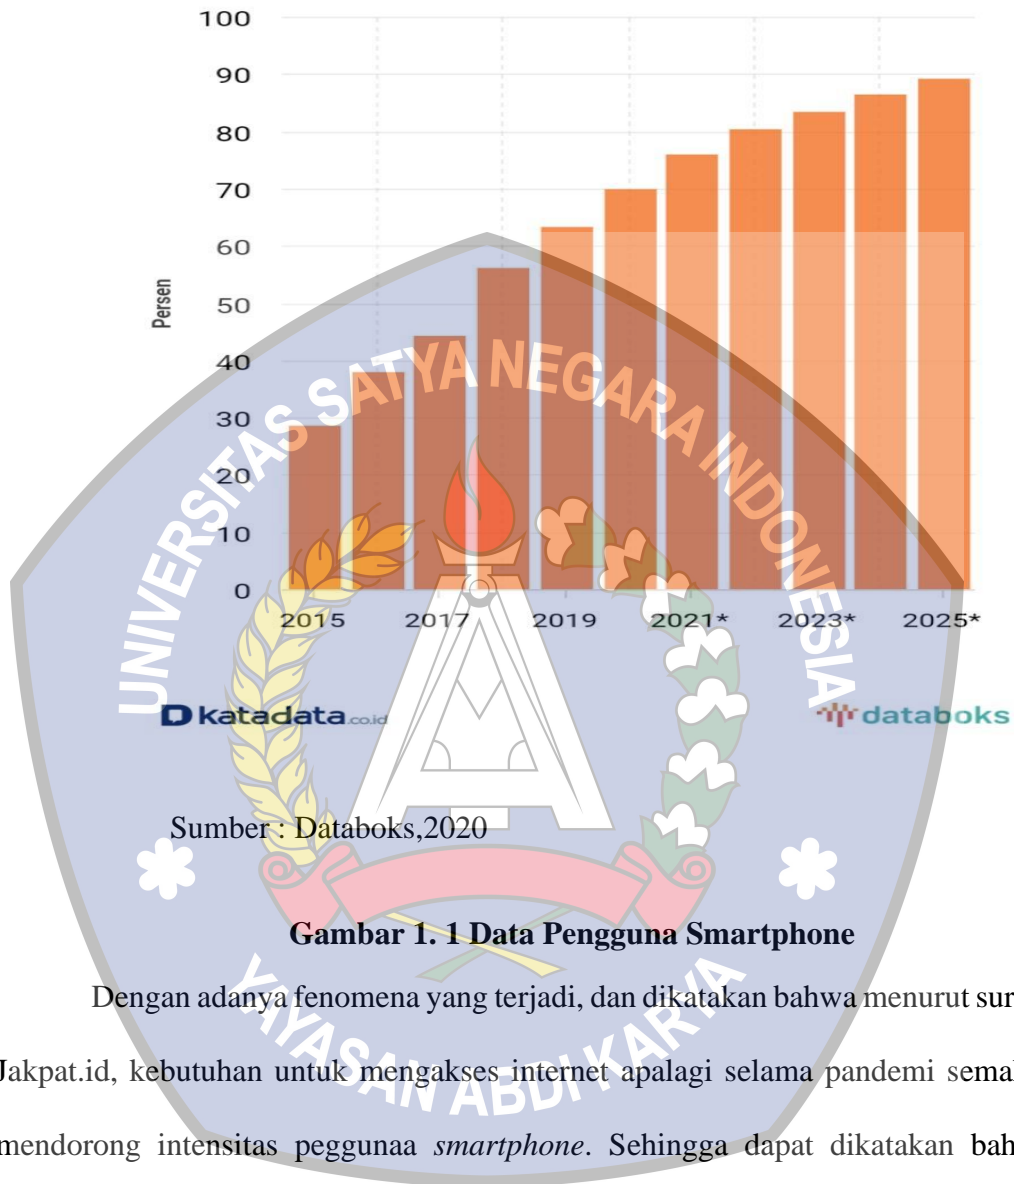 100
90
80
70
60
50
40
30
20
10
0
Persen
2015 2017 2019 2021* 2023* 2025*
katadata.co.id databoks
UNIVERSITAS SATYA NEGARA INDONESIA
Sumber : Databoks,2020
Gambar 1. 1 Data Pengguna Smartphone
Dengan adanya fenomena yang terjadi, dan dikatakan bahwa menurut sur
Jakpat.id, kebutuhan untuk mengakses internet apalagi selama pandemi semal
mendorong intensitas peggunaa smartphone. Sehingga dapat dikatakan bah
YAYASAN ABDI KARYA